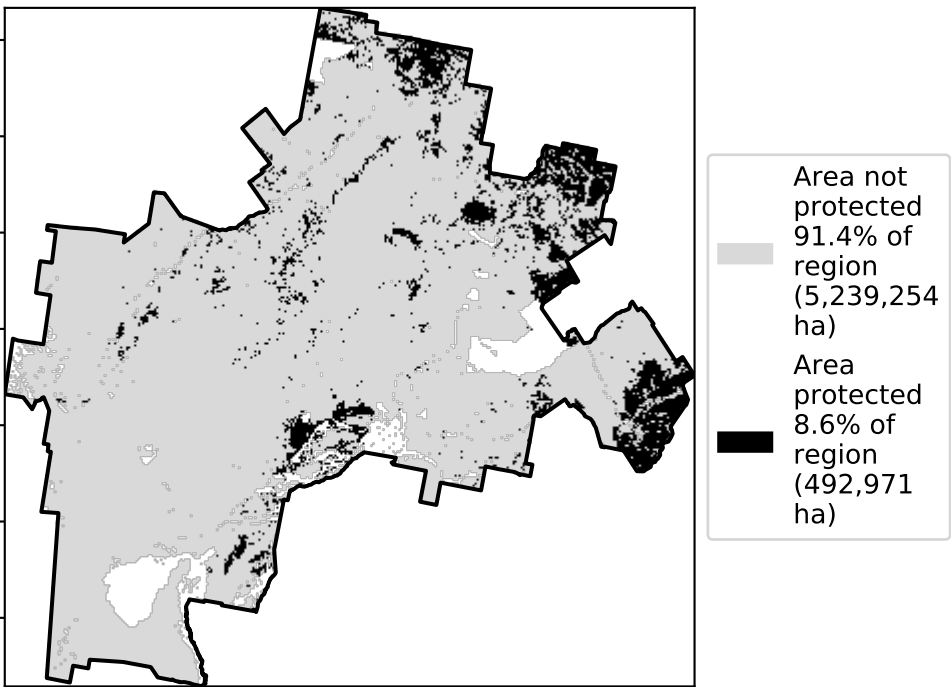 Area not
protected
91.4% of
region
(5,239,254
ha)
Area
protected
8.6% of
region
(492,971
ha)